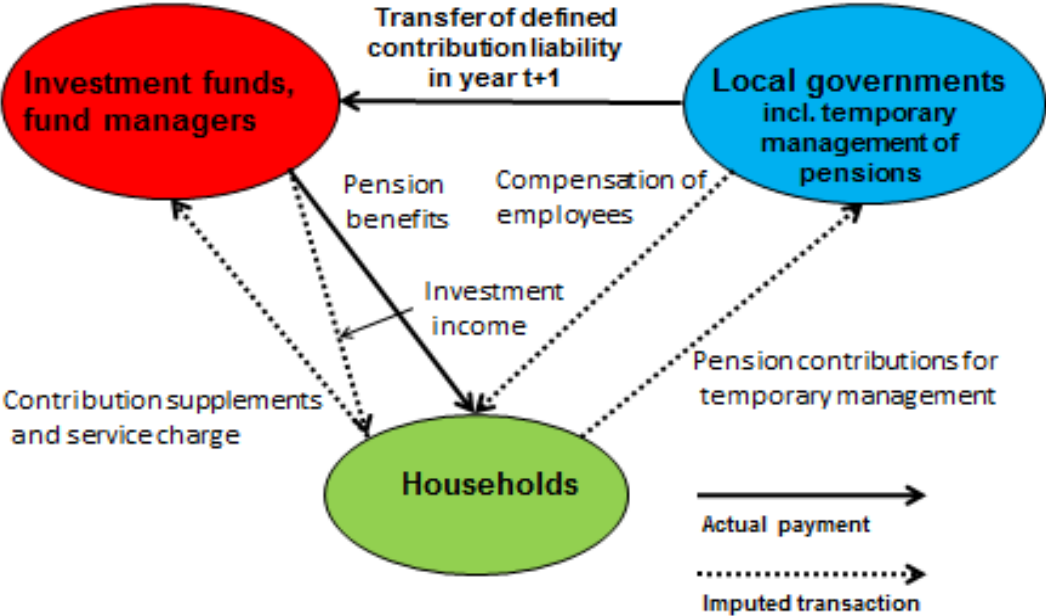 Transfer of defined
contribution liability
in year t+1
Investment funds,
fund managers
Local governments
incl. temporary
management of
pensions
Pension
benefits
Compensation of
employees
Investment
income
Contribution supplements
and service charge
Pension contributions for
temporary management
Households
Actual payment
Imputed transaction